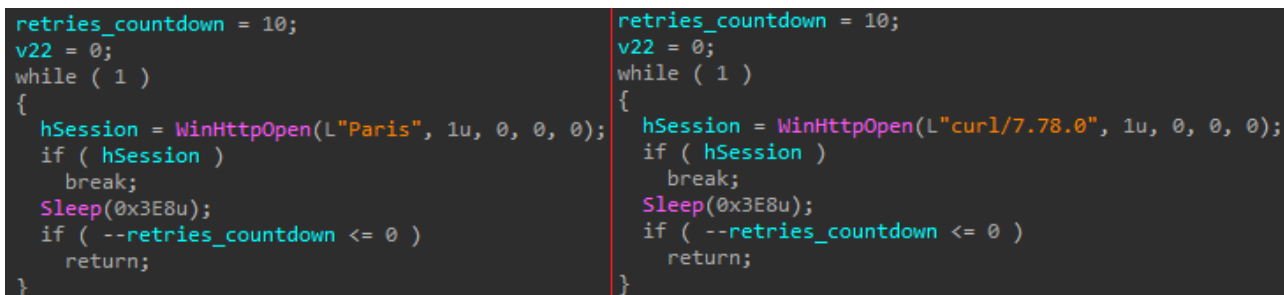 retries_countdown = 10;
v22 = 0;
while ( 1 )
{
  hSession = WinHttpOpen(L"Paris", 1u, 0, 0, 0);
  if ( hSession )
    break;
  Sleep(0x3E8u);
  if ( --retries_countdown <= 0 )
    return;
}
retries_countdown = 10;
v22 = 0;
while ( 1 )
{
  hSession = WinHttpOpen(L"curl/7.78.0", 1u, 0, 0, 0);
  if ( hSession )
    break;
  Sleep(0x3E8u);
  if ( --retries_countdown <= 0 )
    return;
}